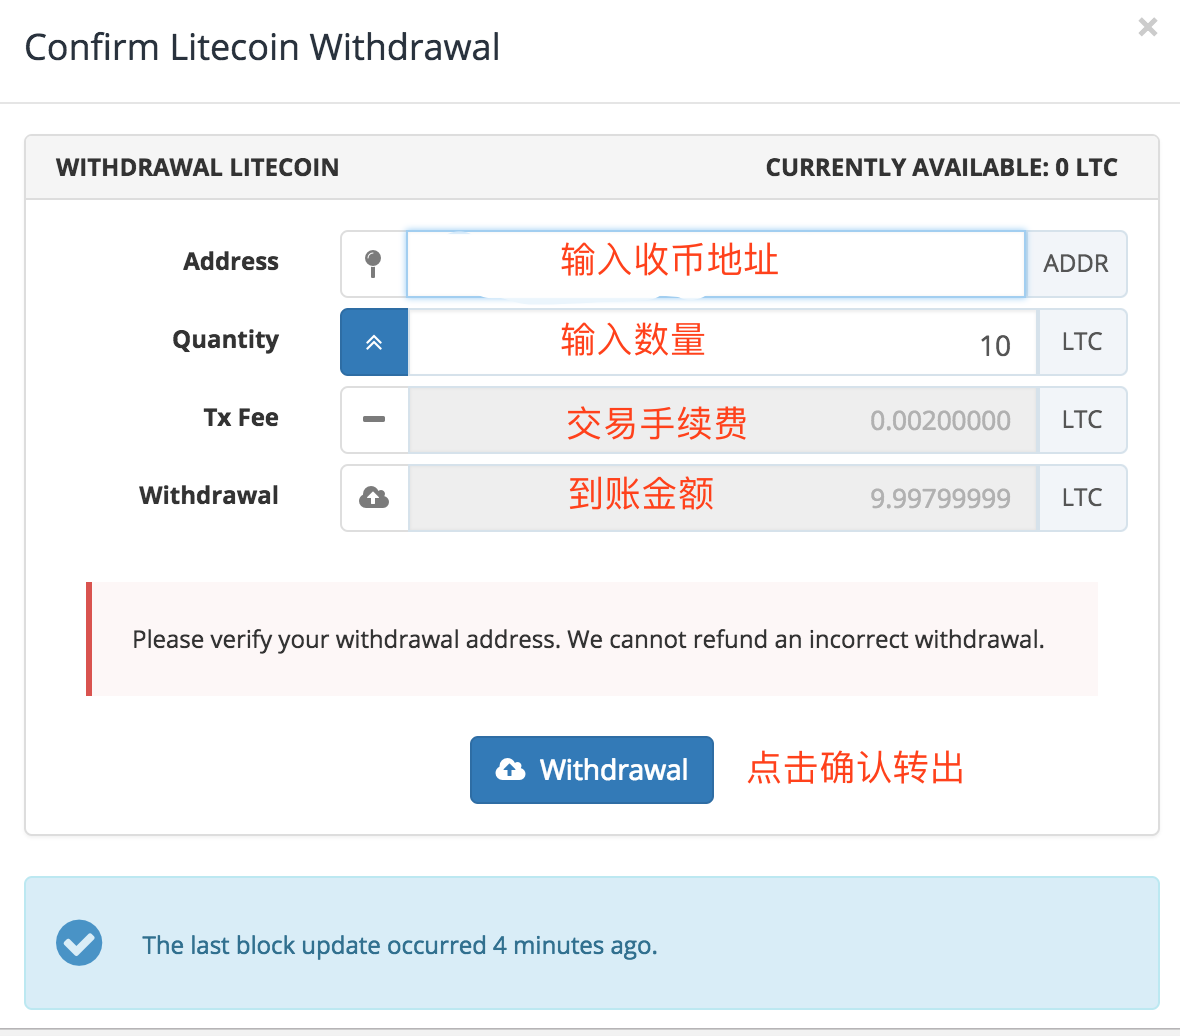 Confirm Litecoin Withdrawal ×
WITHDRAWAL LITECOIN CURRENTLY AVAILABLE: 0 LTC
Address 输入收币地址 ADDR
Quantity 输入数量 10 LTC
Tx Fee 交易手续费 0.00200000 LTC
Withdrawal 到账金额 9.99799999 LTC
Please verify your withdrawal address. We cannot refund an incorrect withdrawal.
Withdrawal 点击确认转出
The last block update occurred 4 minutes ago.